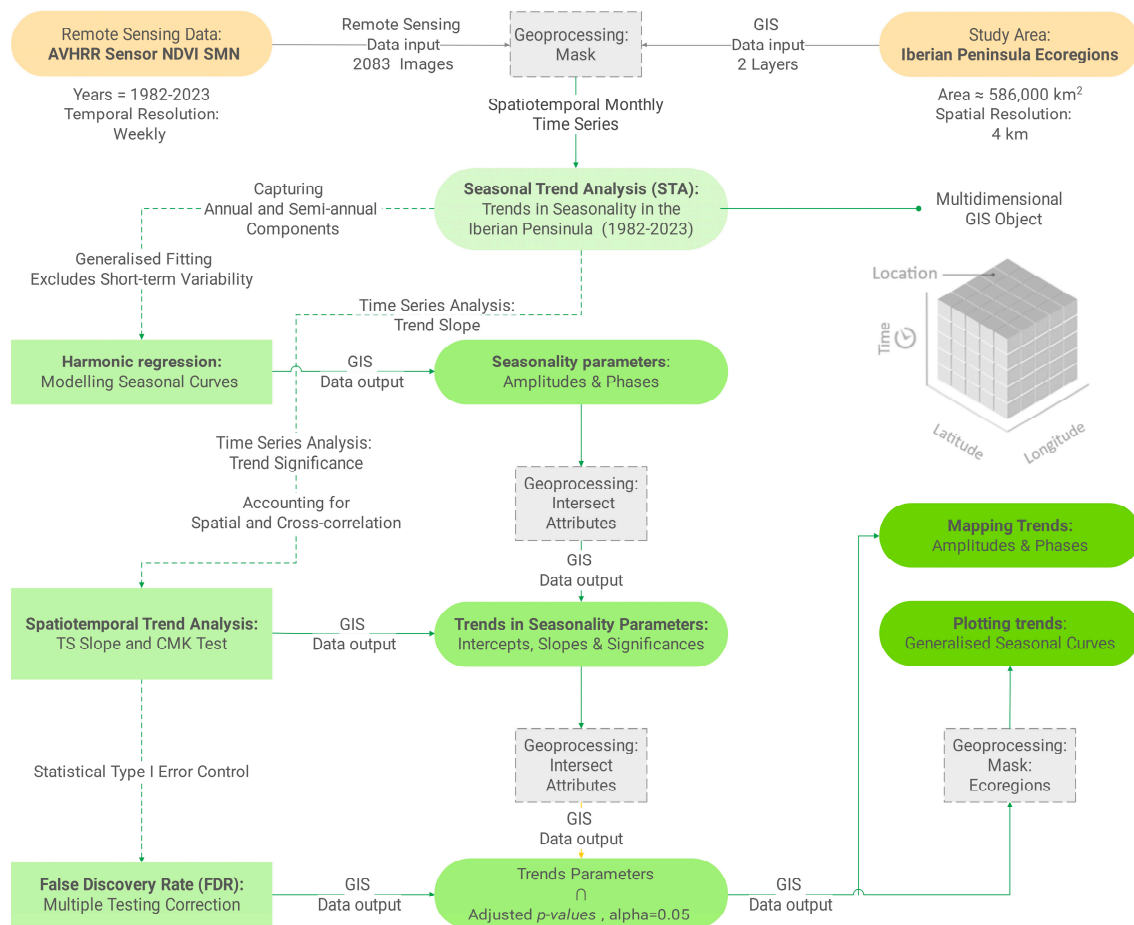 Remote Sensing Data:
AVHRR Sensor NDVI SMN
Remote Sensing
Data input
2083 Images
Geoprocessing:
Mask
GIS
Data input
2 Layers
Study Area:
Iberian Peninsula Ecoregions
Years = 1982-2023
Temporal Resolution:
Weekly
Spatiotemporal Monthly
Time Series
Area ≈ 586,000 km²
Spatial Resolution:
4 km
Capturing
Annual and Semi-annual
Components
Seasonal Trend Analysis (STA):
Trends in Seasonality in the
Iberian Pensinula (1982-2023)
Multidimensional
GIS Object
Generalised Fitting
Excludes Short-term Variability
Location
Time
Latitude
Longitude
Time Series Analysis:
Trend Slope
Harmonic regression:
Modelling Seasonal Curves
GIS
Data output
Seasonality parameters:
Amplitudes & Phases
Time Series Analysis:
Trend Significance
Accounting for
Spatial and Cross-correlation
Geoprocessing:
Intersect
Attributes
GIS
Data output
Mapping Trends:
Amplitudes & Phases
Spatiotemporal Trend Analysis:
TS Slope and CMK Test
GIS
Data output
Trends in Seasonality Parameters:
Intercepts, Slopes & Significances
Plotting trends:
Generalised Seasonal Curves
Statistical Type I Error Control
Geoprocessing:
Intersect
Attributes
GIS
Data output
Geoprocessing:
Mask:
Ecoregions
False Discovery Rate (FDR):
Multiple Testing Correction
GIS
Data output
Trends Parameters
∩
Adjusted p-values , alpha=0.05
GIS
Data output